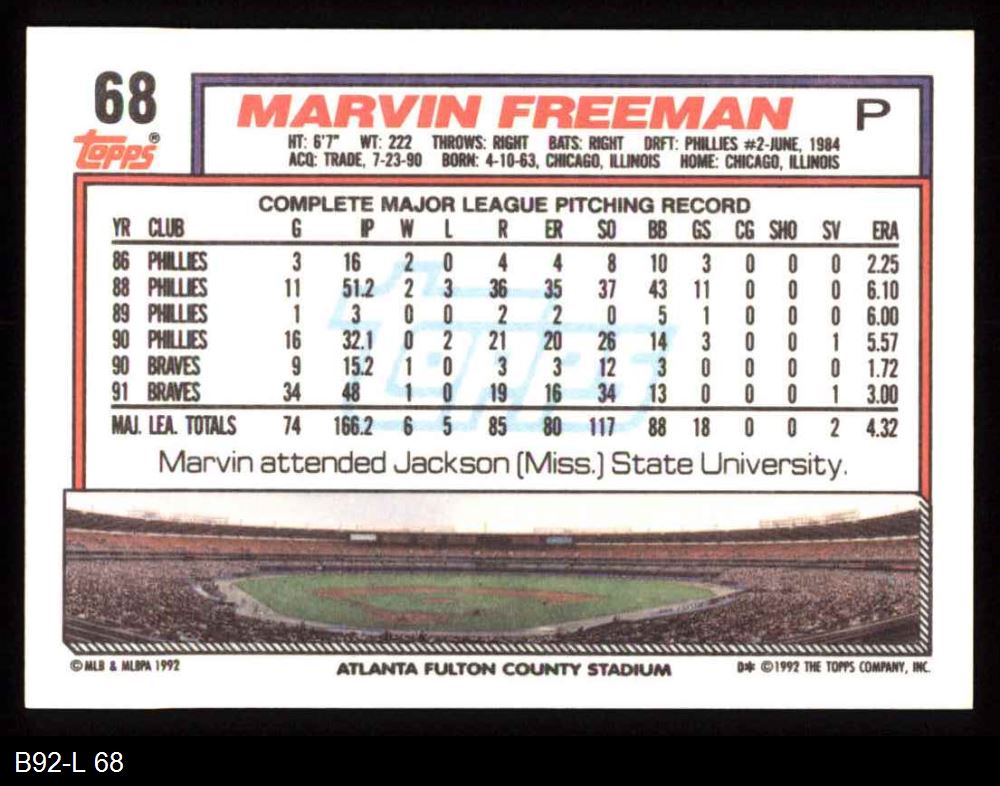 68
Topps®
MARVIN FREEMAN P
HT: 6'7" WT: 222 THROWS: RIGHT BATS: RIGHT DRFT: PHILLIES #2-JUNE, 1984
ACQ: TRADE, 7-23-90 BORN: 4-10-63, CHICAGO, ILLINOIS HOME: CHICAGO, ILLINOIS
COMPLETE MAJOR LEAGUE PITCHING RECORD
YR CLUB G IP W L R ER SO BB GS CG SHO SV ERA
86 PHILLIES 3 16 2 0 4 4 8 10 3 0 0 0 2.25
88 PHILLIES 11 51.2 2 3 36 35 37 43 11 0 0 0 6.10
89 PHILLIES 1 3 0 0 2 2 0 5 1 0 0 0 6.00
90 PHILLIES 16 32.1 0 2 21 20 26 14 3 0 0 1 5.57
90 BRAVES 9 15.2 1 0 3 3 12 3 0 0 0 0 1.72
91 BRAVES 34 48 1 0 19 16 34 13 0 0 0 1 3.00
MAJ. LEA. TOTALS 74 166.2 6 5 85 80 117 88 18 0 0 2 4.32
Topps
Marvin attended Jackson (Miss.) State University.
© MLB & MLBPA 1992 ATLANTA FULTON COUNTY STADIUM D* ©1992 THE TOPPS COMPANY, INC.
B92-L 68